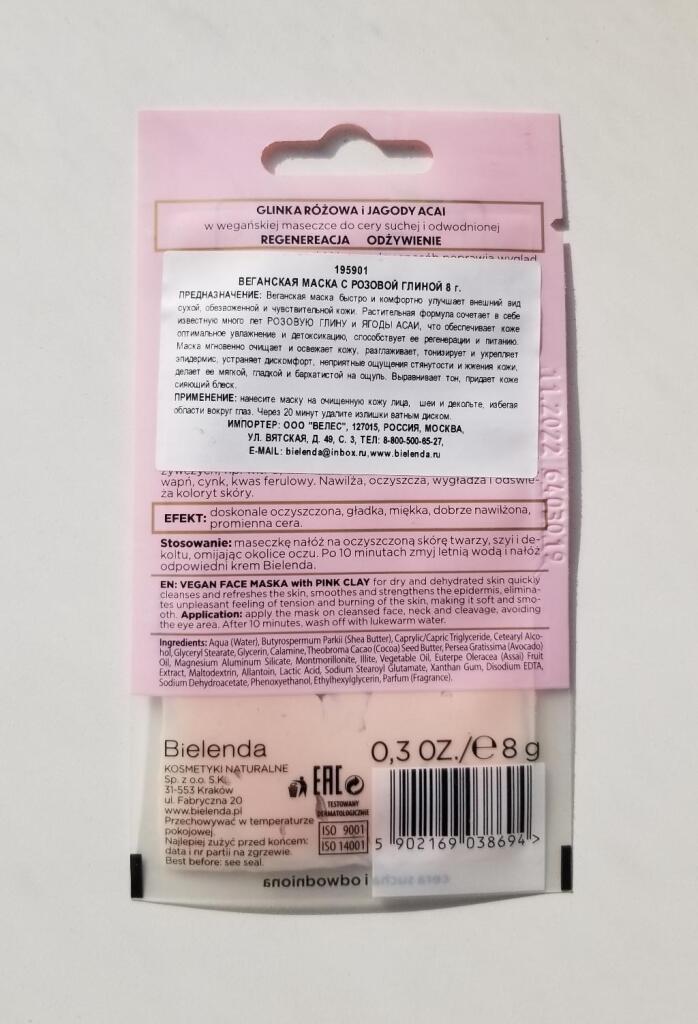 GLINKA RÓŻOWA i JAGODY ACAI
w wegańskiej maseczce do cery suchej i odwodnionej
REGENEREACJA ODŻYWIENIE
195901
ВЕГАНСКАЯ МАСКА С РОЗОВОЙ ГЛИНОЙ 8 г.
ПРЕДНАЗНАЧЕНИЕ: Веганская маска быстро и комфортно улучшает внешний вид
сухой, обезвоженной и чувствительной кожи. Растительная формула сочетает в себе
известную много лет РОЗОВУЮ ГЛИНУ и ЯГОДЫ АСАИ, что обеспечивает коже
оптимальное увлажнение и детоксикацию, способствует ее регенерации и питанию.
Маска мгновенно очищает и освежает кожу, разглаживает, тонизирует и укрепляет
эпидермис, устраняет дискомфорт, неприятные ощущения стянутости и жжения кожи,
делает ее мягкой, гладкой и бархатистой на ощупь. Выравнивает тон, придает коже
сияющий блеск.
ПРИМЕНЕНИЕ: нанесите маску на очищенную кожу лица, шеи и декольте, избегая
области вокруг глаз. Через 20 минут удалите излишки ватным диском.
ИМПОРТЕР: ООО "ВЕЛЕС", 127015, РОССИЯ, МОСКВА,
УЛ. ВЯТСКАЯ, Д. 49, С. 3, ТЕЛ: 8-800-500-65-27,
E-MAIL: bielenda@inbox.ru,www.bielenda.ru
11.2022 6403019
wapń, cynk, kwas ferulowy. Nawilża, oczyszcza, wygładza i odświe-
ża koloryt skóry.
EFEKT: doskonale oczyszczona, gładka, miękka, dobrze nawilżona,
promienna cera.
Stosowanie: maseczkę nałóż na oczyszczoną skórę twarzy, szyi i de-
koltu, omijając okolice oczu. Po 10 minutach zmyj letnią wodą i nałóż
odpowiedni krem Bielenda.
EN: VEGAN FACE MASKA with PINK CLAY for dry and dehydrated skin quickly
cleanses and refreshes the skin, smoothes and strengthens the epidermis, elimina-
tes unpleasant feeling of tension and burning of the skin, making it soft and smo-
oth. Application: apply the mask on cleansed face, neck and cleavage, avoiding
the eye area. After 10 minutes, wash off with lukewarm water.
Ingredients: Aqua (Water), Butyrospermum Parkii (Shea Butter), Caprylic/Capric Triglyceride, Cetearyl Alco-
hol, Glyceryl Stearate, Glycerin, Calamine, Theobroma Cacao (Cocoa) Seed Butter, Persea Gratissima (Avocado)
Oil, Magnesium Aluminum Silicate, Montmorillonite, Illite, Vegetable Oil, Euterpe Oleracea (Assai) Fruit
Extract, Maltodextrin, Allantoin, Lactic Acid, Sodium Stearoyl Glutamate, Xanthan Gum, Disodium EDTA,
Sodium Dehydroacetate, Phenoxyethanol, Ethylhexylglycerin, Parfum (Fragrance).
Bielenda
KOSMETYKI NATURALNE
Sp. z o.o. S.K.
31-553 Kraków
ul. Fabryczna 20
www.bielenda.pl
Przechowywać w temperaturze
pokojowej.
Najlepiej zużyć przed końcem:
data i nr partii na zgrzewie.
Best before: see seal.
EAC
TESTOWANY
DERMATOLOGICZNIE
ISO 9001
ISO 14001
0,3 OZ./℮ 8 g
5 902169 038694 >
cera sucha i odwodniona